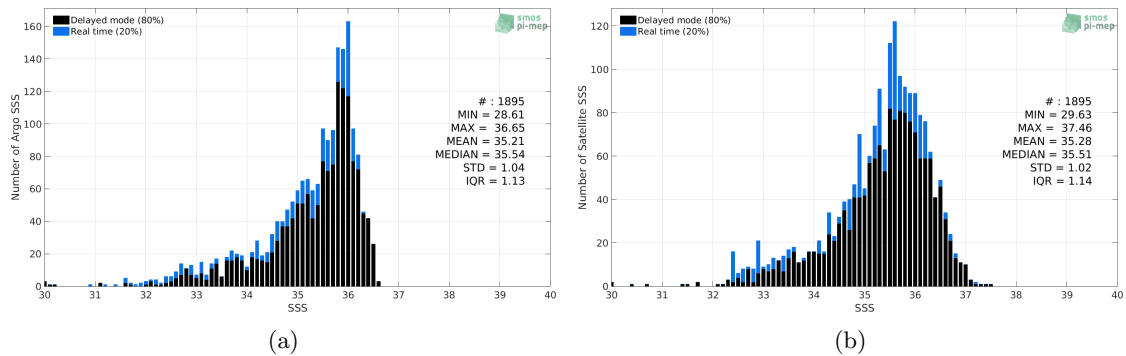 Delayed mode (80%)
Real time (20%)
smos
pi-mep
160
140
120
100
80
60
40
20
0
Number of Argo SSS
# : 1895
MIN = 28.61
MAX = 36.65
MEAN = 35.21
MEDIAN = 35.54
STD = 1.04
IQR = 1.13
30 31 32 33 34 35 36 37 38 39 40
SSS
(a)
Delayed mode (80%)
Real time (20%)
smos
pi-mep
120
100
80
60
40
20
0
Number of Satellite SSS
# : 1895
MIN = 29.63
MAX = 37.46
MEAN = 35.28
MEDIAN = 35.51
STD = 1.02
IQR = 1.14
30 31 32 33 34 35 36 37 38 39 40
SSS
(b)